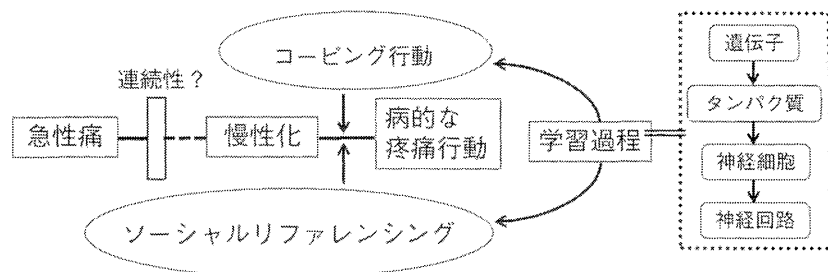 コーピング行動
連続性？
急性痛
慢性化
病的な
疼痛行動
ソーシャルリファレンシング
学習過程
遺伝子
タンパク質
神経細胞
神経回路